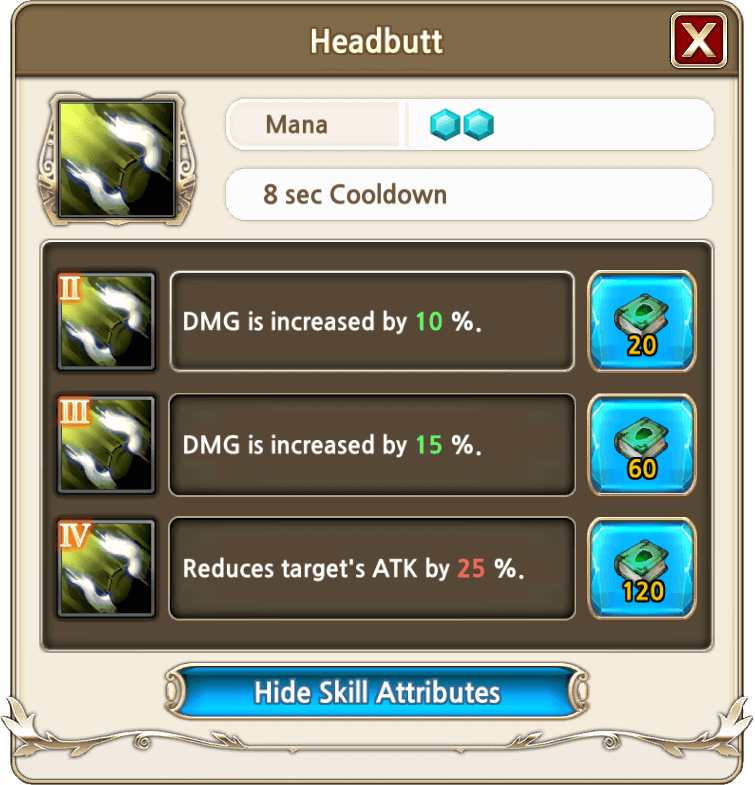 Headbutt
X
Mana
8 sec Cooldown
II
DMG is increased by 10 %.
20
III
DMG is increased by 15 %.
60
IV
Reduces target's ATK by 25 %.
120
Hide Skill Attributes